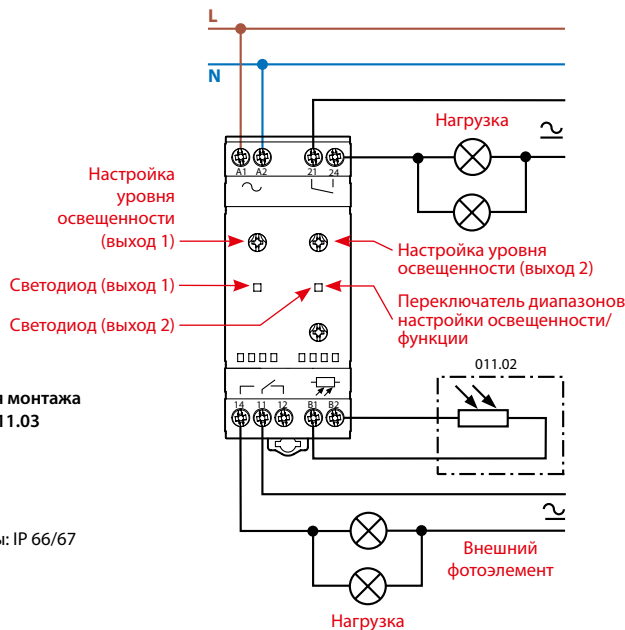 L
N
Нагрузка
A1 A2 21 24
Настройка
уровня
освещенности
(выход 1)
Настройка уровня
освещенности (выход 2)
Светодиод (выход 1)
Светодиод (выход 2)
Переключатель диапазонов
настройки освещенности/
функции
011.02
я монтажа
11.03
14 11 12 B1 B2
ы: IP 66/67
Внешний
фотоэлемент
Нагрузка